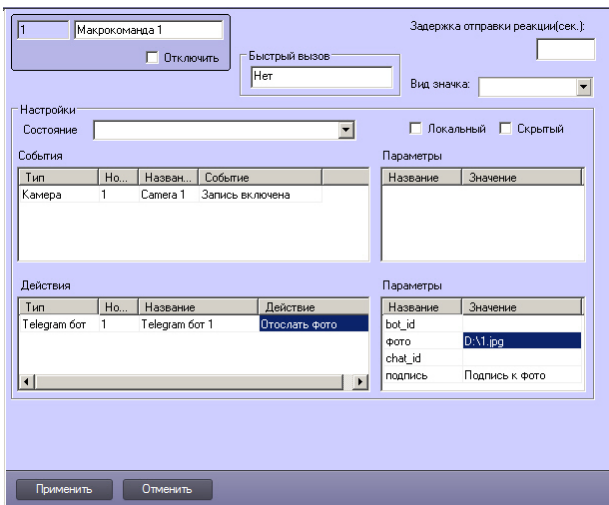 1 Макрокоманда 1
Отключить
Быстрый вызов
Нет
Задержка отправки реакции(сек.):
Вид значка:
Настройки
Состояние
Локальный Скрытый
События
Тип Но... Назван... Событие
Камера 1 Camera 1 Запись включена
Параметры
Название Значение
Действия
Тип Но... Название Действие
Telegram бот 1 Telegram бот 1 Отослать фото
Параметры
Название Значение
bot_id
фото D:\1.jpg
chat_id
подпись Подпись к фото
Применить Отменить